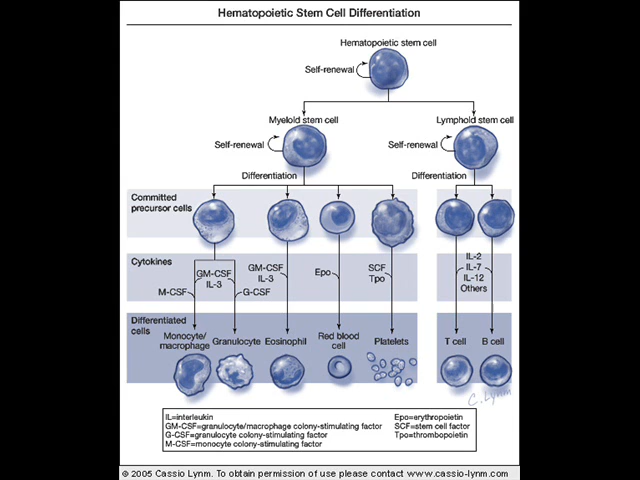 Hematopoietic Stem Cell Differentiation
Hematopoietic stem cell
Self-renewal
Myeloid stem cell
Lymphoid stem cell
Self-renewal
Self-renewal
Differentiation
Differentiation
Committed
precursor cells
Cytokines
GM-CSF
IL-3
M-CSF
G-CSF
GM-CSF
IL-3
Epo
SCF
Tpo
IL-2
IL-7
IL-12
Others
Differentiated
cells
Monocyte/
macrophage
Granulocyte
Eosinophil
Red blood
cell
Platelets
T cell
B cell
C. Lynm
IL=interleukin
GM-CSF=granulocyte/macrophage colony-stimulating factor
G-CSF=granulocyte colony-stimulating factor
M-CSF=monocyte colony-stimulating factor
Epo=erythropoietin
SCF=stem cell factor
Tpo=thrombopoietin
© 2005 Cassio Lynm. To obtain permission of use please contact www.cassio-lynm.com